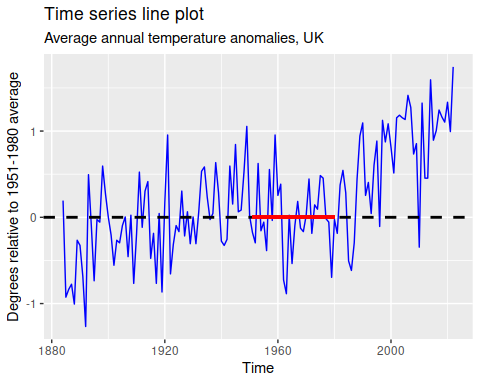 Time series line plot
Average annual temperature anomalies, UK
Degrees relative to 1951-1980 average
1
0
-1
1880
1920
1960
2000
Time